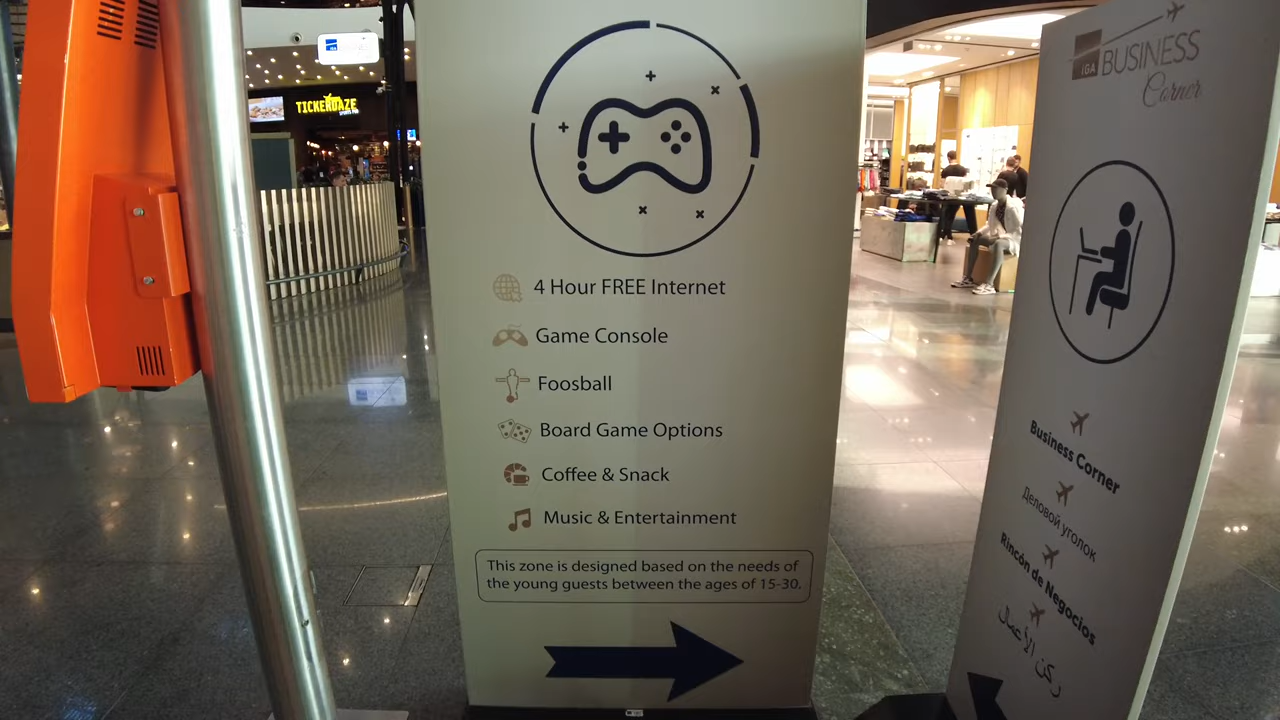 TICKERDAZE
4 Hour FREE Internet
Game Console
Foosball
Board Game Options
Coffee & Snack
Music & Entertainment
This zone is designed based on the needs of
the young guests between the ages of 15-30.
iGA BUSINESS
Corner
Business Corner
Деловой уголок
Rincón de Negocios
ركن الأعمال